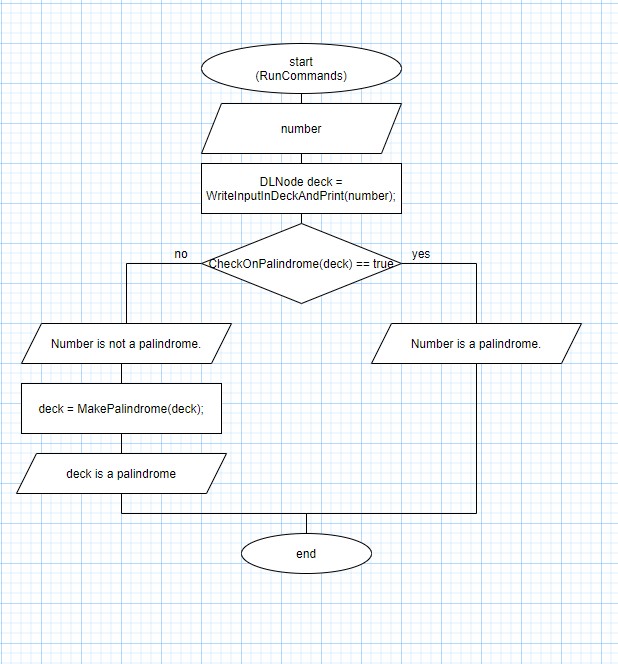 start
(RunCommands)
number
DLNode deck =
WriteInputInDeckAndPrint(number);
no
CheckOnPalindrome(deck) == true
yes
Number is not a palindrome.
Number is a palindrome.
deck = MakePalindrome(deck);
deck is a palindrome
end